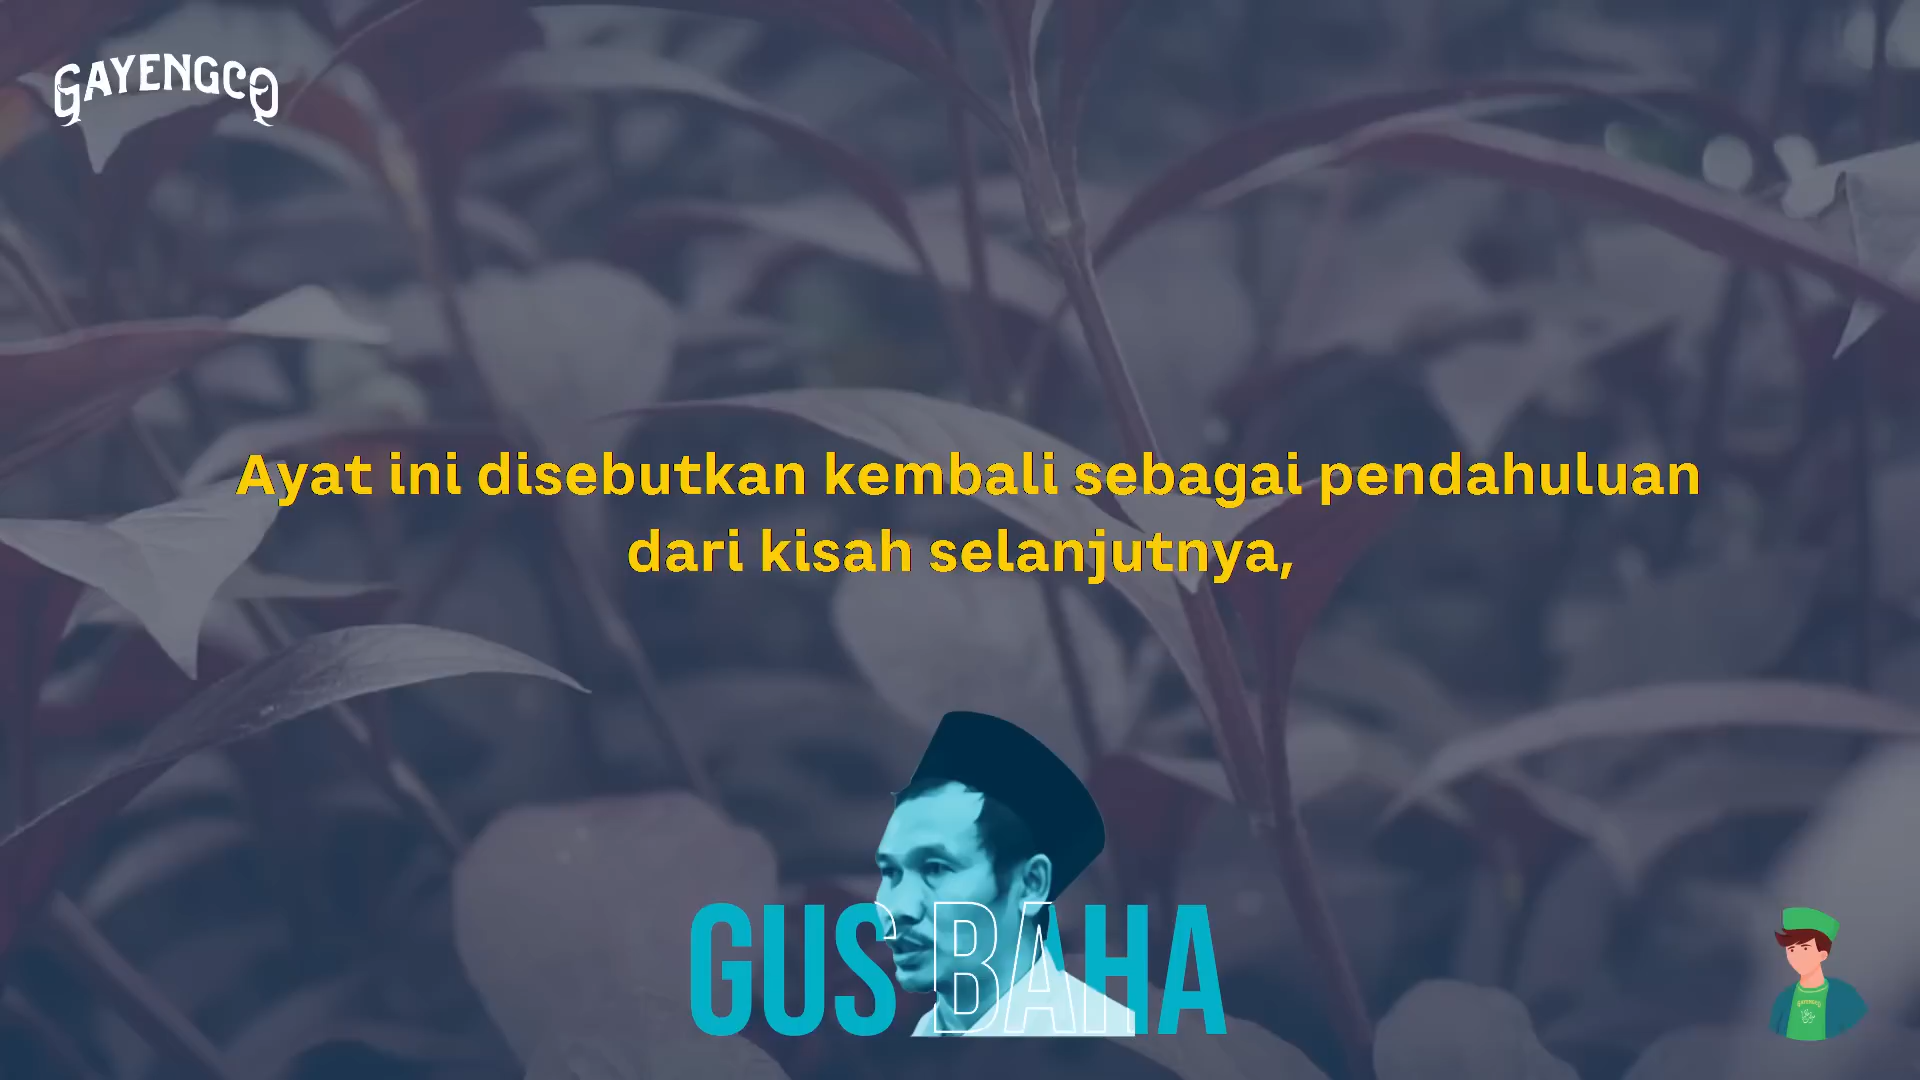 GAYENGCO
Ayat ini disebutkan kembali sebagai pendahuluan
dari kisah selanjutnya,
GUS BAHA